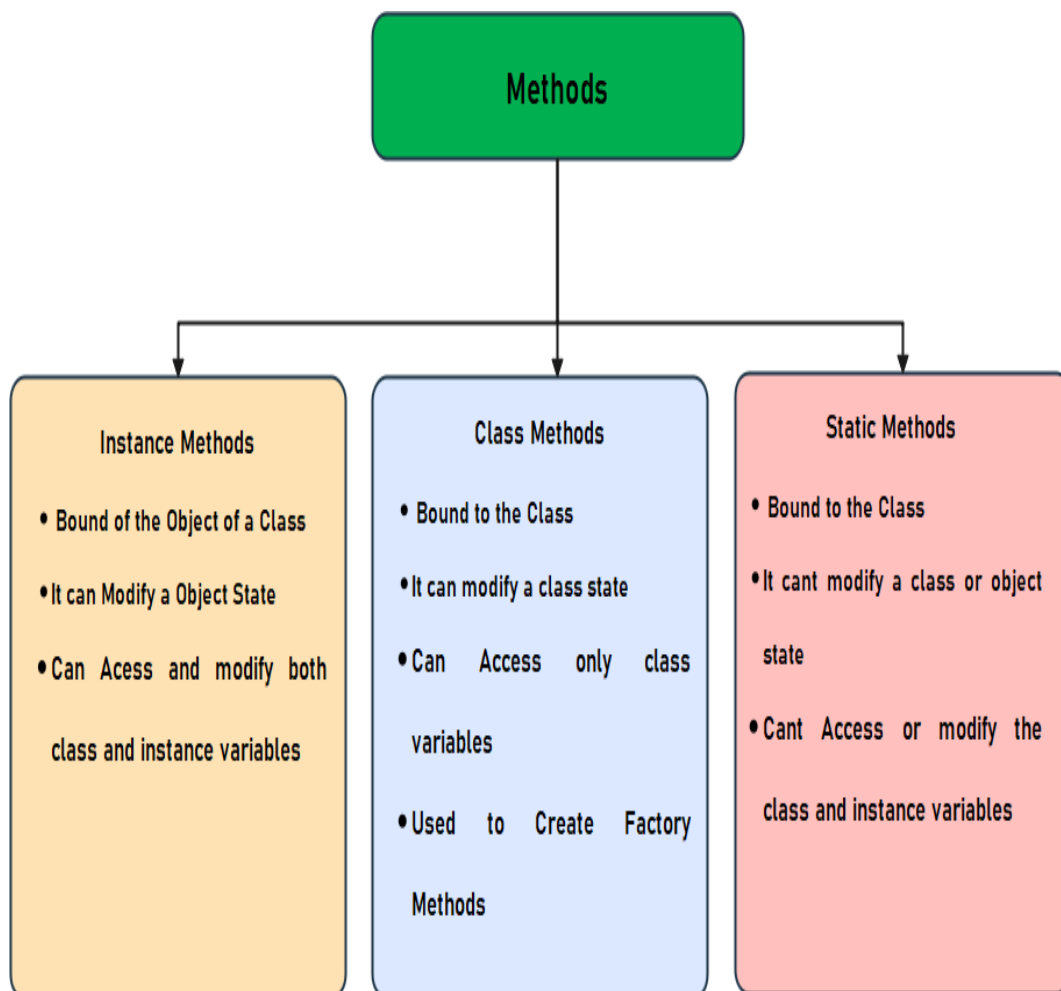 Methods
Instance Methods
• Bound of the Object of a Class
• It can Modify a Object State
• Can Acess and modify both
class and instance variables
Class Methods
• Bound to the Class
• It can modify a class state
• Can Access only class
variables
• Used to Create Factory
Methods
Static Methods
• Bound to the Class
• It cant modify a class or object
state
• Cant Access or modify the
class and instance variables